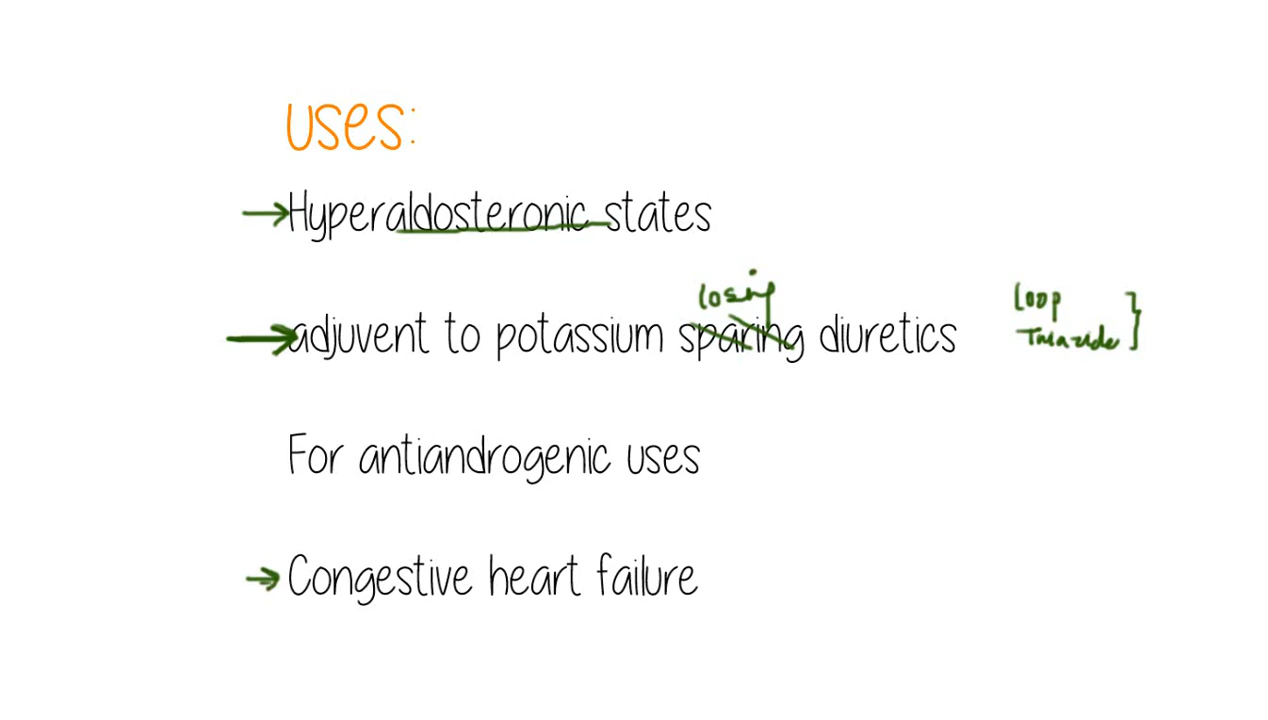 uses:
Hyperaldosteronic states
losing
adjuvent to potassium sparing diuretics
Loop
Thiazide
For antiandrogenic uses
Congestive heart failure